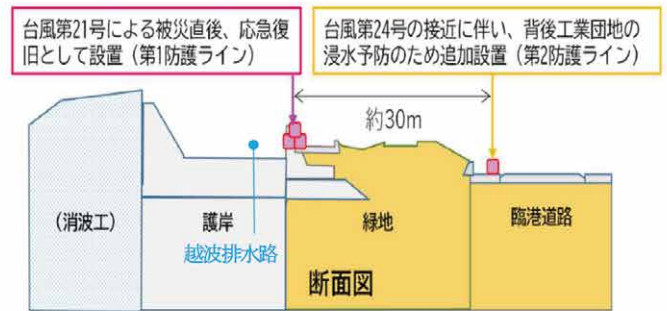 台風第21号による被災直後、応急復
旧として設置（第1防護ライン）
台風第24号の接近に伴い、背後工業団地の
浸水予防のため追加設置（第2防護ライン）
約30m
（消波工）
護岸
緑地
臨港道路
越波排水路
断面図